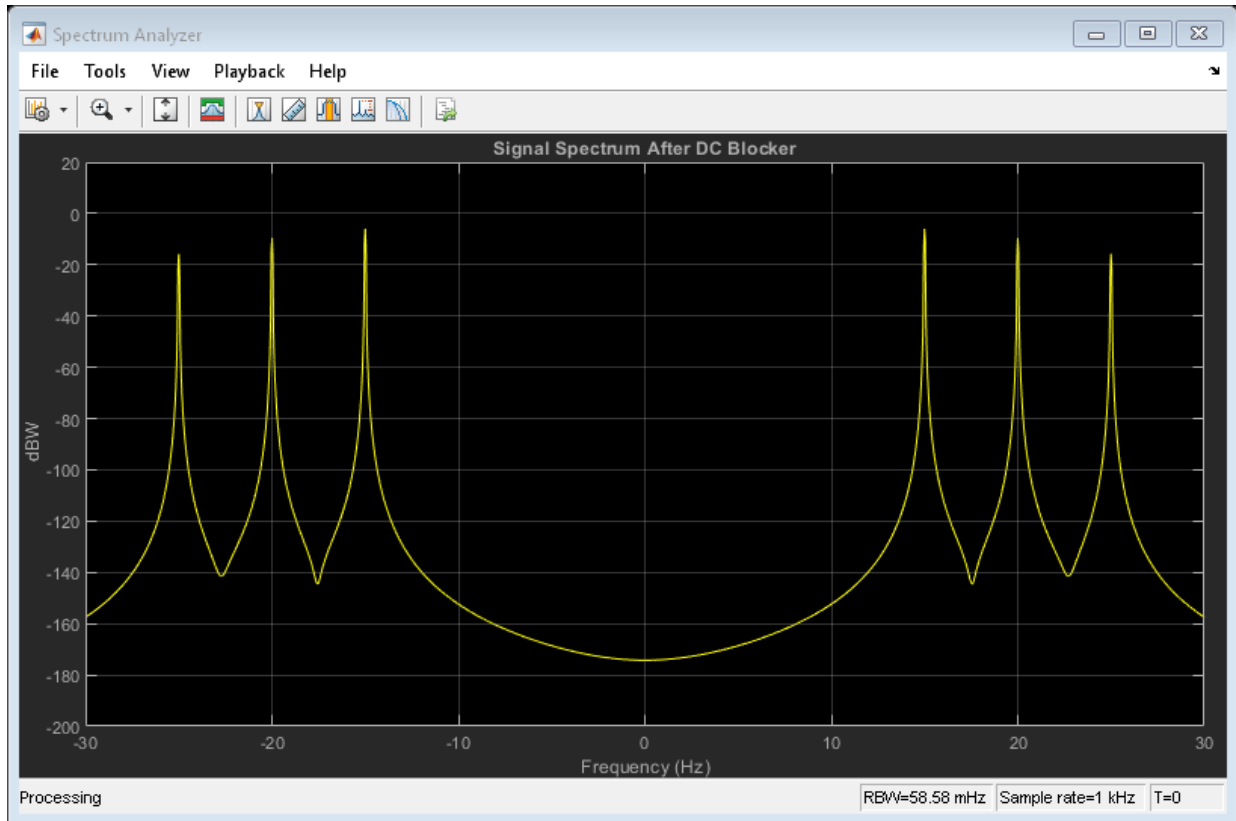 Spectrum Analyzer
File Tools View Playback Help
Signal Spectrum After DC Blocker
20
0
-20
-40
-60
-80
-100
-120
-140
-160
-180
-200
dBW
-30 -20 -10 0 10 20 30
Frequency (Hz)
Processing RBW=58.58 mHz Sample rate=1 kHz T=0